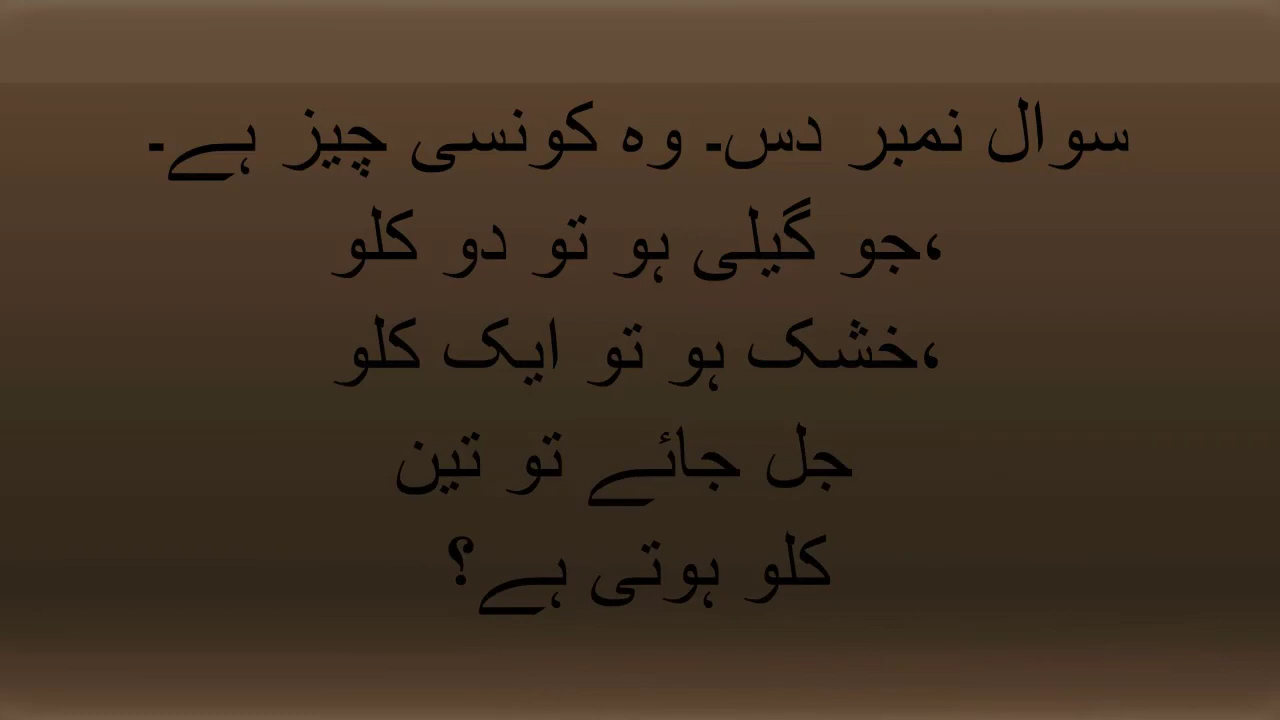 سوال نمبر دس۔ وہ کونسی چیز ہے۔
،جو گیلی ہو تو دو کلو
،خشک ہو تو ایک کلو
جل جائے تو تین
کلو ہوتی ہے؟